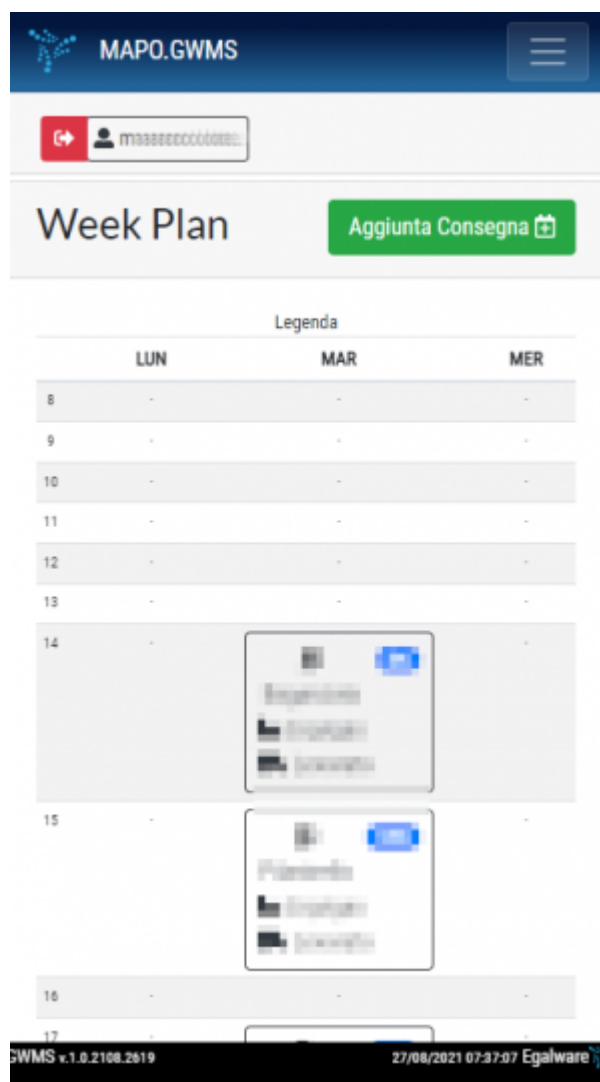 MAPO.GWMS
Week Plan
Aggiunta Consegna
Legenda
LUN MAR MER
8 - - -
9 - - -
10 - - -
11 - - -
12 - - -
13 - - -
14 - -
15 - -
16 - - -
17
GWMS v.1.0.2108.2619 27/08/2021 07:37:07 Egalware